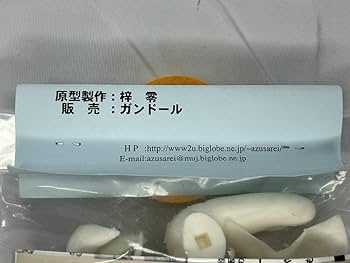 原型製作：梓 零
販 売：ガンドール
H P :http://www2u.biglobe.ne.jp/~azusarei/
E-mail:azusarei@muj.biglobe.ne.jp